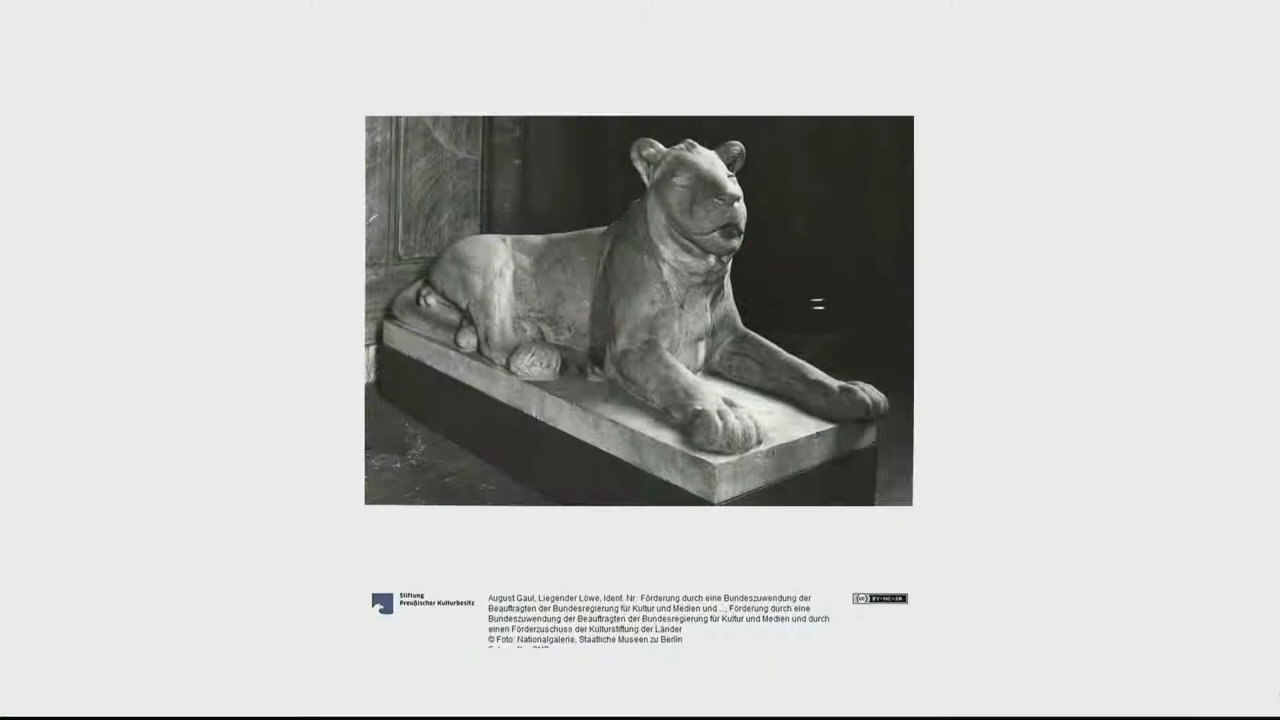 Stiftung
Preußischer Kulturbesitz
August Gaul, Liegender Löwe, Ident. Nr.: Förderung durch eine Bundeszuwendung der
Beauftragten der Bundesregierung für Kultur und Medien und ...; Förderung durch eine
Bundeszuwendung der Beauftragten der Bundesregierung für Kultur und Medien und durch
einen Förderzuschuss der Kulturstiftung der Länder
© Foto: Nationalgalerie, Staatliche Museen zu Berlin
(cc) BY-NC-SA